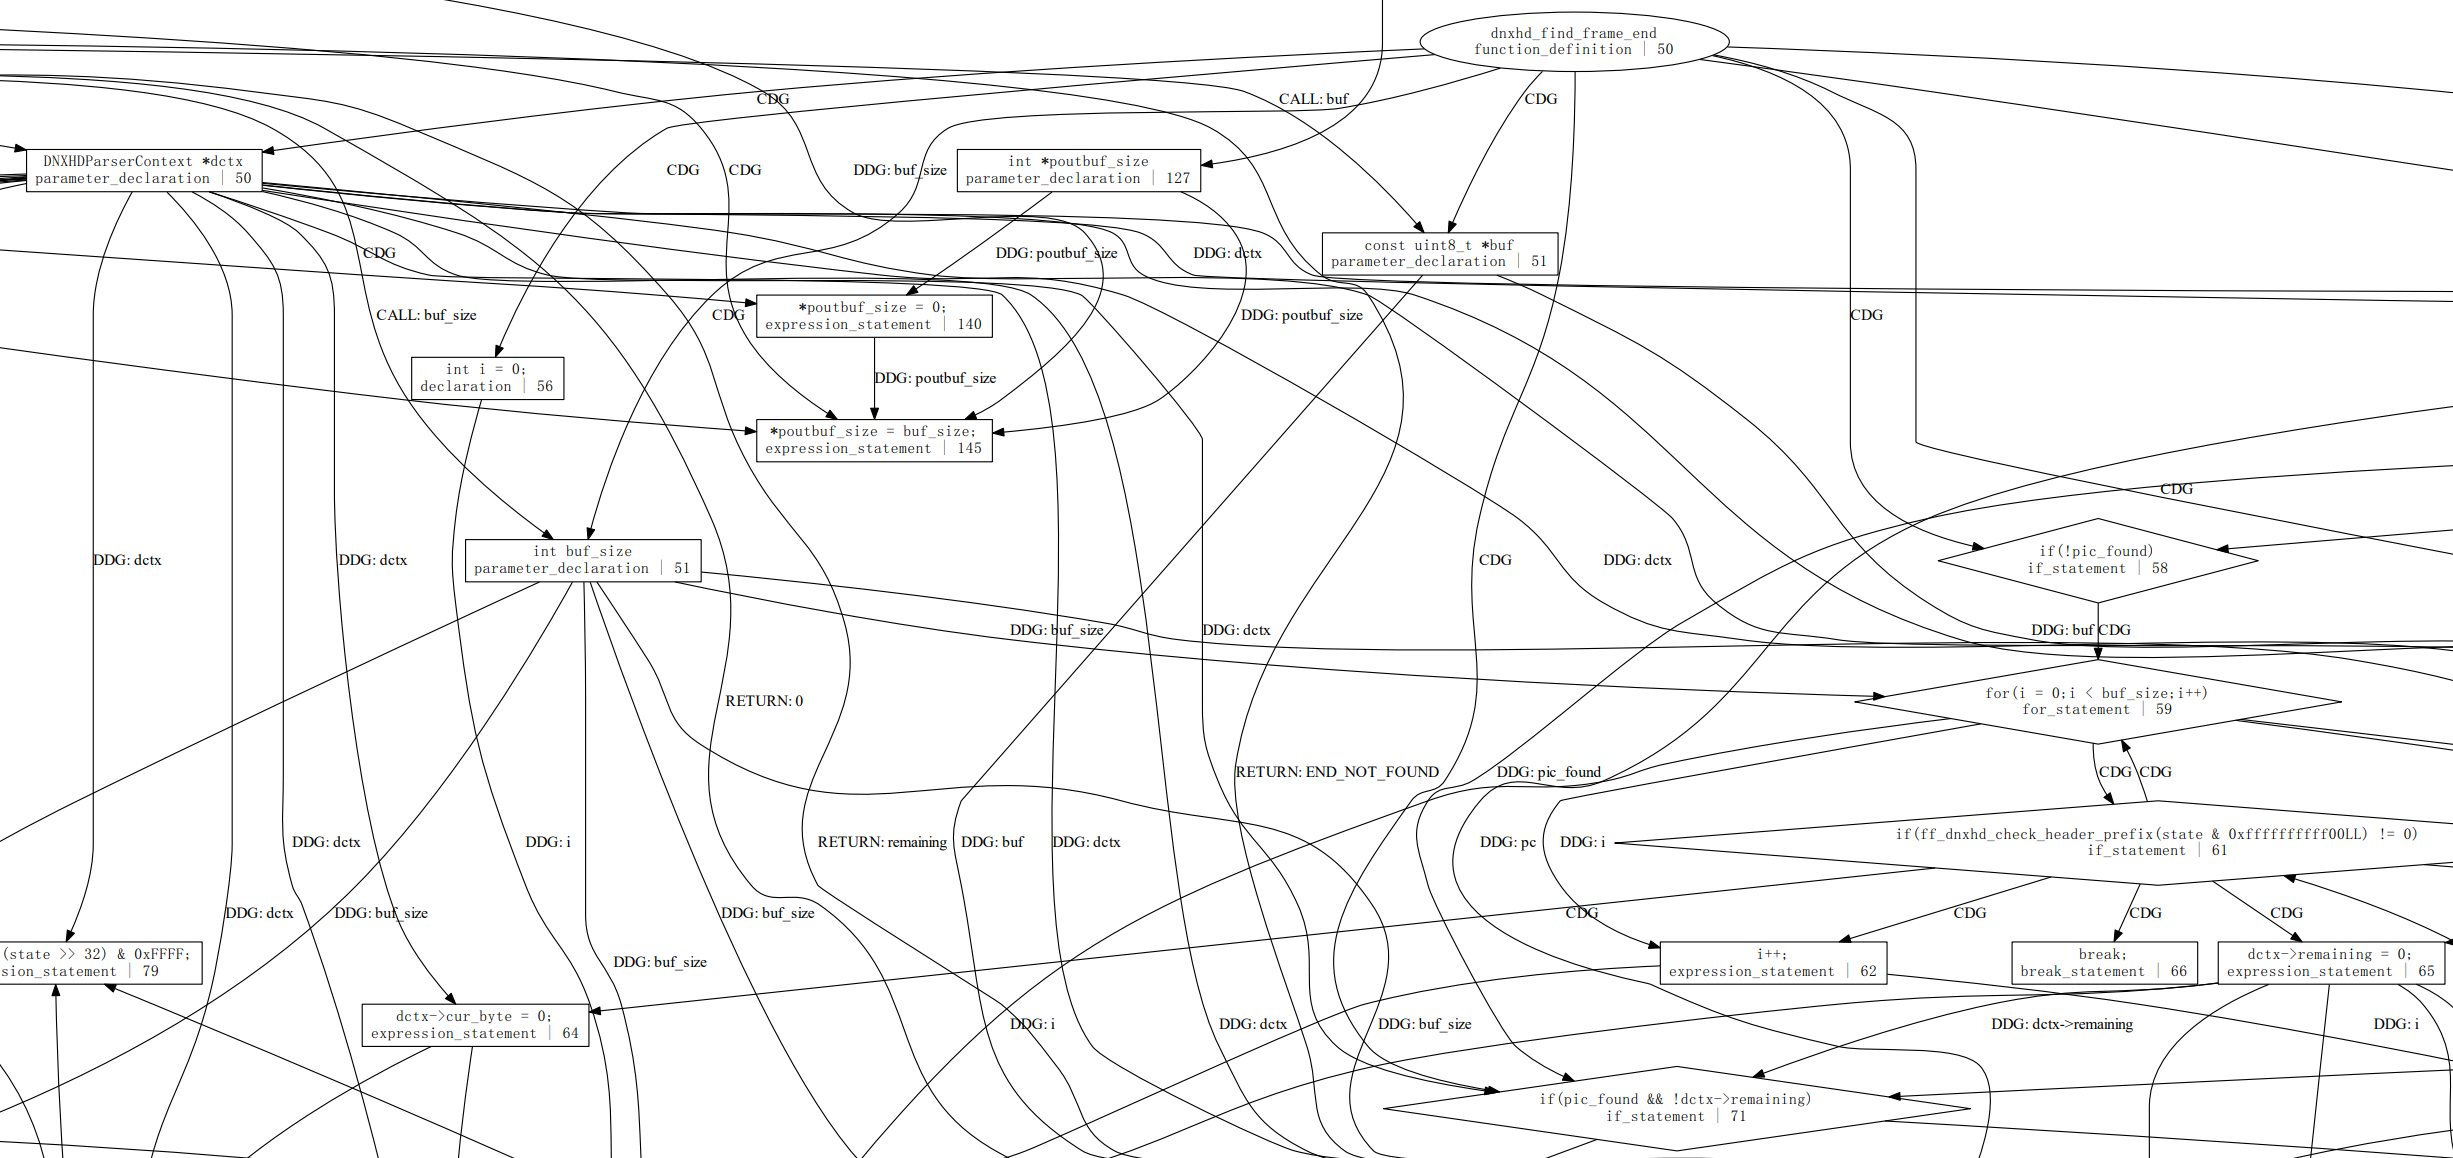 dnxhd_find_frame_end
function_definition | 50
CDG
CALL: buf
CDG
DNXHDParserContext *dctx
parameter_declaration | 50
CDG
CDG
DDG: buf_size
int *poutbuf_size
parameter_declaration | 127
CDG
DDG: poutbuf_size
DDG: dctx
const uint8_t *buf
parameter_declaration | 51
CALL: buf_size
CDG
*poutbuf_size = 0;
expression_statement | 140
DDG: poutbuf_size
CDG
int i = 0;
declaration | 56
DDG: poutbuf_size
*poutbuf_size = buf_size;
expression_statement | 145
CDG
DDG: dctx
DDG: dctx
int buf_size
parameter_declaration | 51
CDG
DDG: dctx
if(!pic_found)
if_statement | 58
DDG: buf_size
DDG: dctx
DDG: buf
CDG
RETURN: 0
for(i = 0;i < buf_size;i++)
for_statement | 59
RETURN: END_NOT_FOUND
DDG: pic_found
CDG
CDG
DDG: dctx
DDG: i
RETURN: remaining
DDG: buf
DDG: dctx
DDG: pc
DDG: i
if(ff_dnxhd_check_header_prefix(state & 0xffffffffff00LL) != 0)
if_statement | 61
DDG: dctx
DDG: buf_size
DDG: buf_size
CDG
CDG
CDG
CDG
(state >> 32) & 0xFFFF;
sion_statement | 79
DDG: buf_size
i++;
expression_statement | 62
break;
break_statement | 66
dctx->remaining = 0;
expression_statement | 65
dctx->cur_byte = 0;
expression_statement | 64
DDG: i
DDG: dctx
DDG: buf_size
DDG: dctx->remaining
DDG: i
if(pic_found && !dctx->remaining)
if_statement | 71